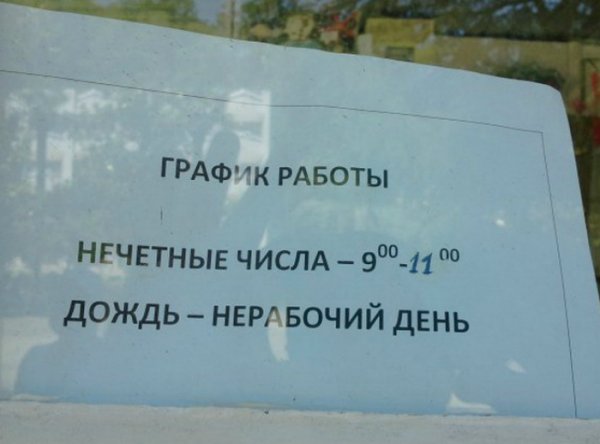 ГРАФИК РАБОТЫ
НЕЧЕТНЫЕ ЧИСЛА – 9⁰⁰-11⁰⁰
ДОЖДЬ – НЕРАБОЧИЙ ДЕНЬ